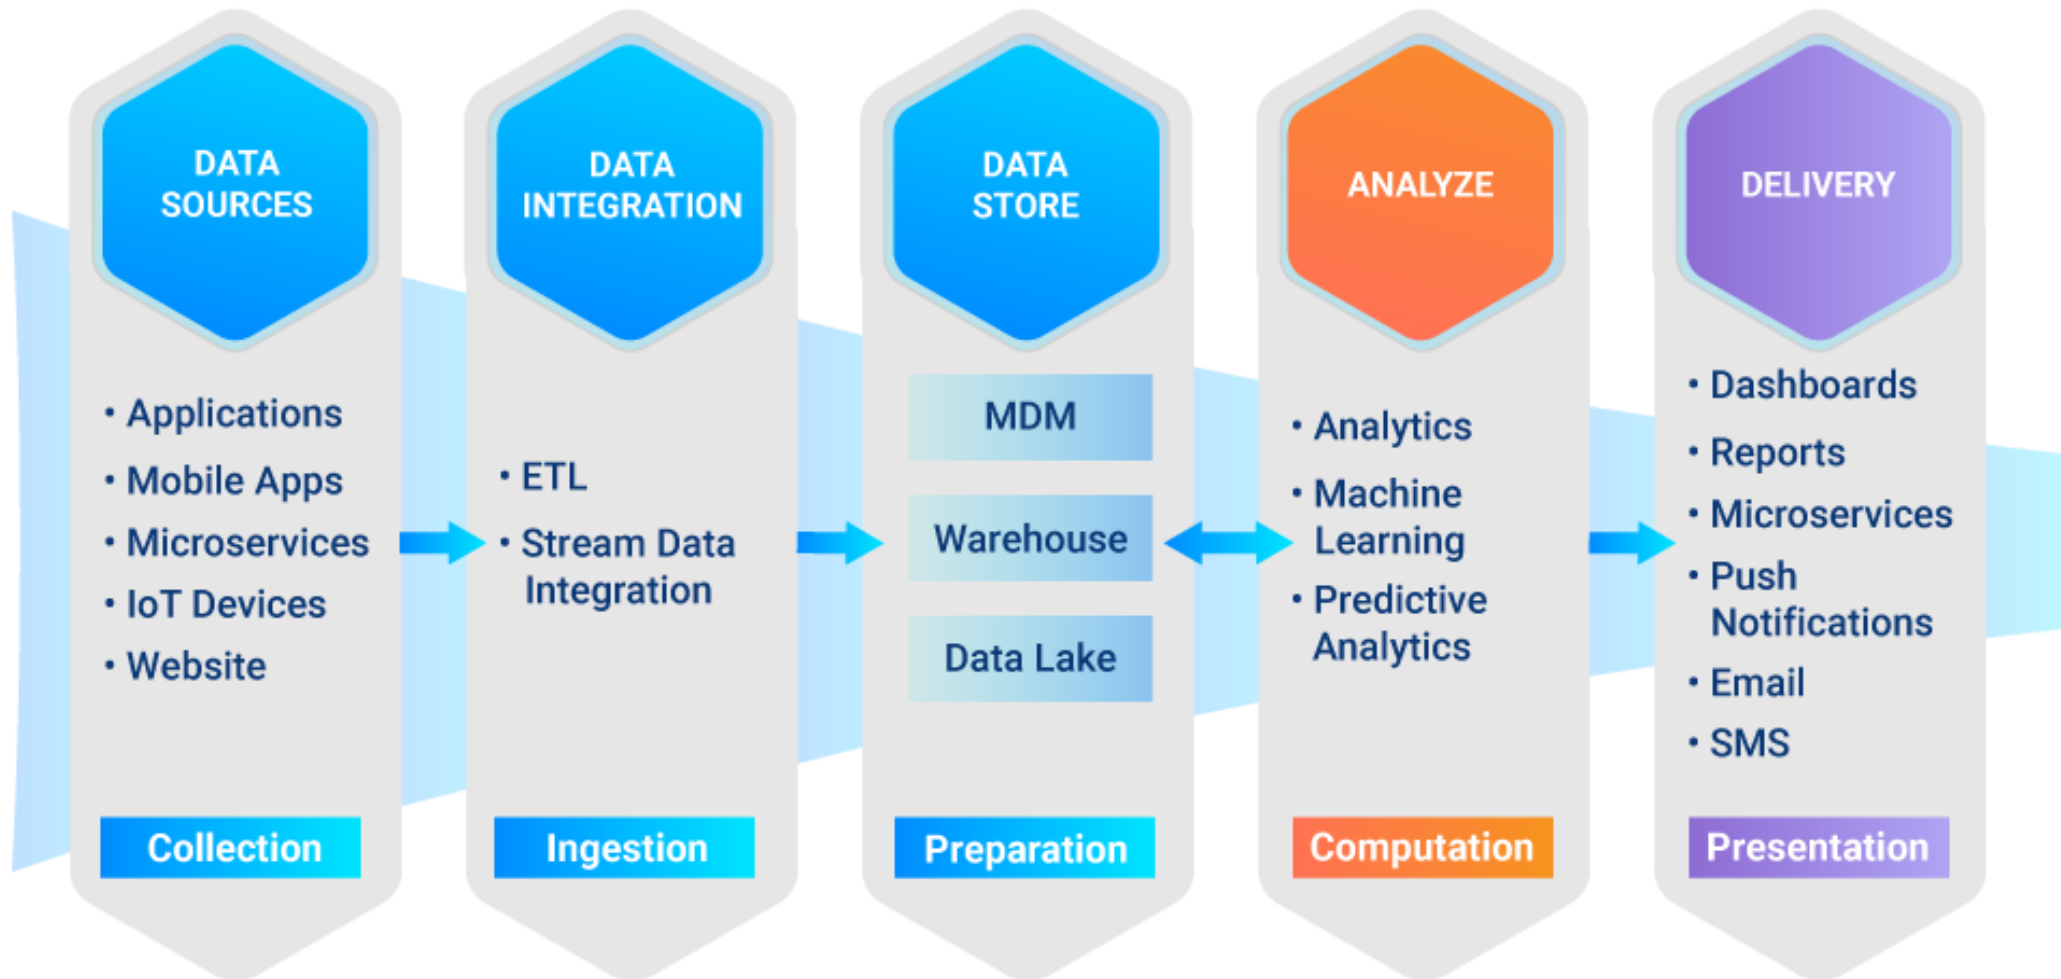 DATA
SOURCES
• Applications
• Mobile Apps
• Microservices
• IoT Devices
• Website
Collection
DATA
INTEGRATION
• ETL
• Stream Data
Integration
Ingestion
DATA
STORE
MDM
Warehouse
Data Lake
Preparation
ANALYZE
• Analytics
• Machine
Learning
• Predictive
Analytics
Computation
DELIVERY
• Dashboards
• Reports
• Microservices
• Push
Notifications
• Email
• SMS
Presentation